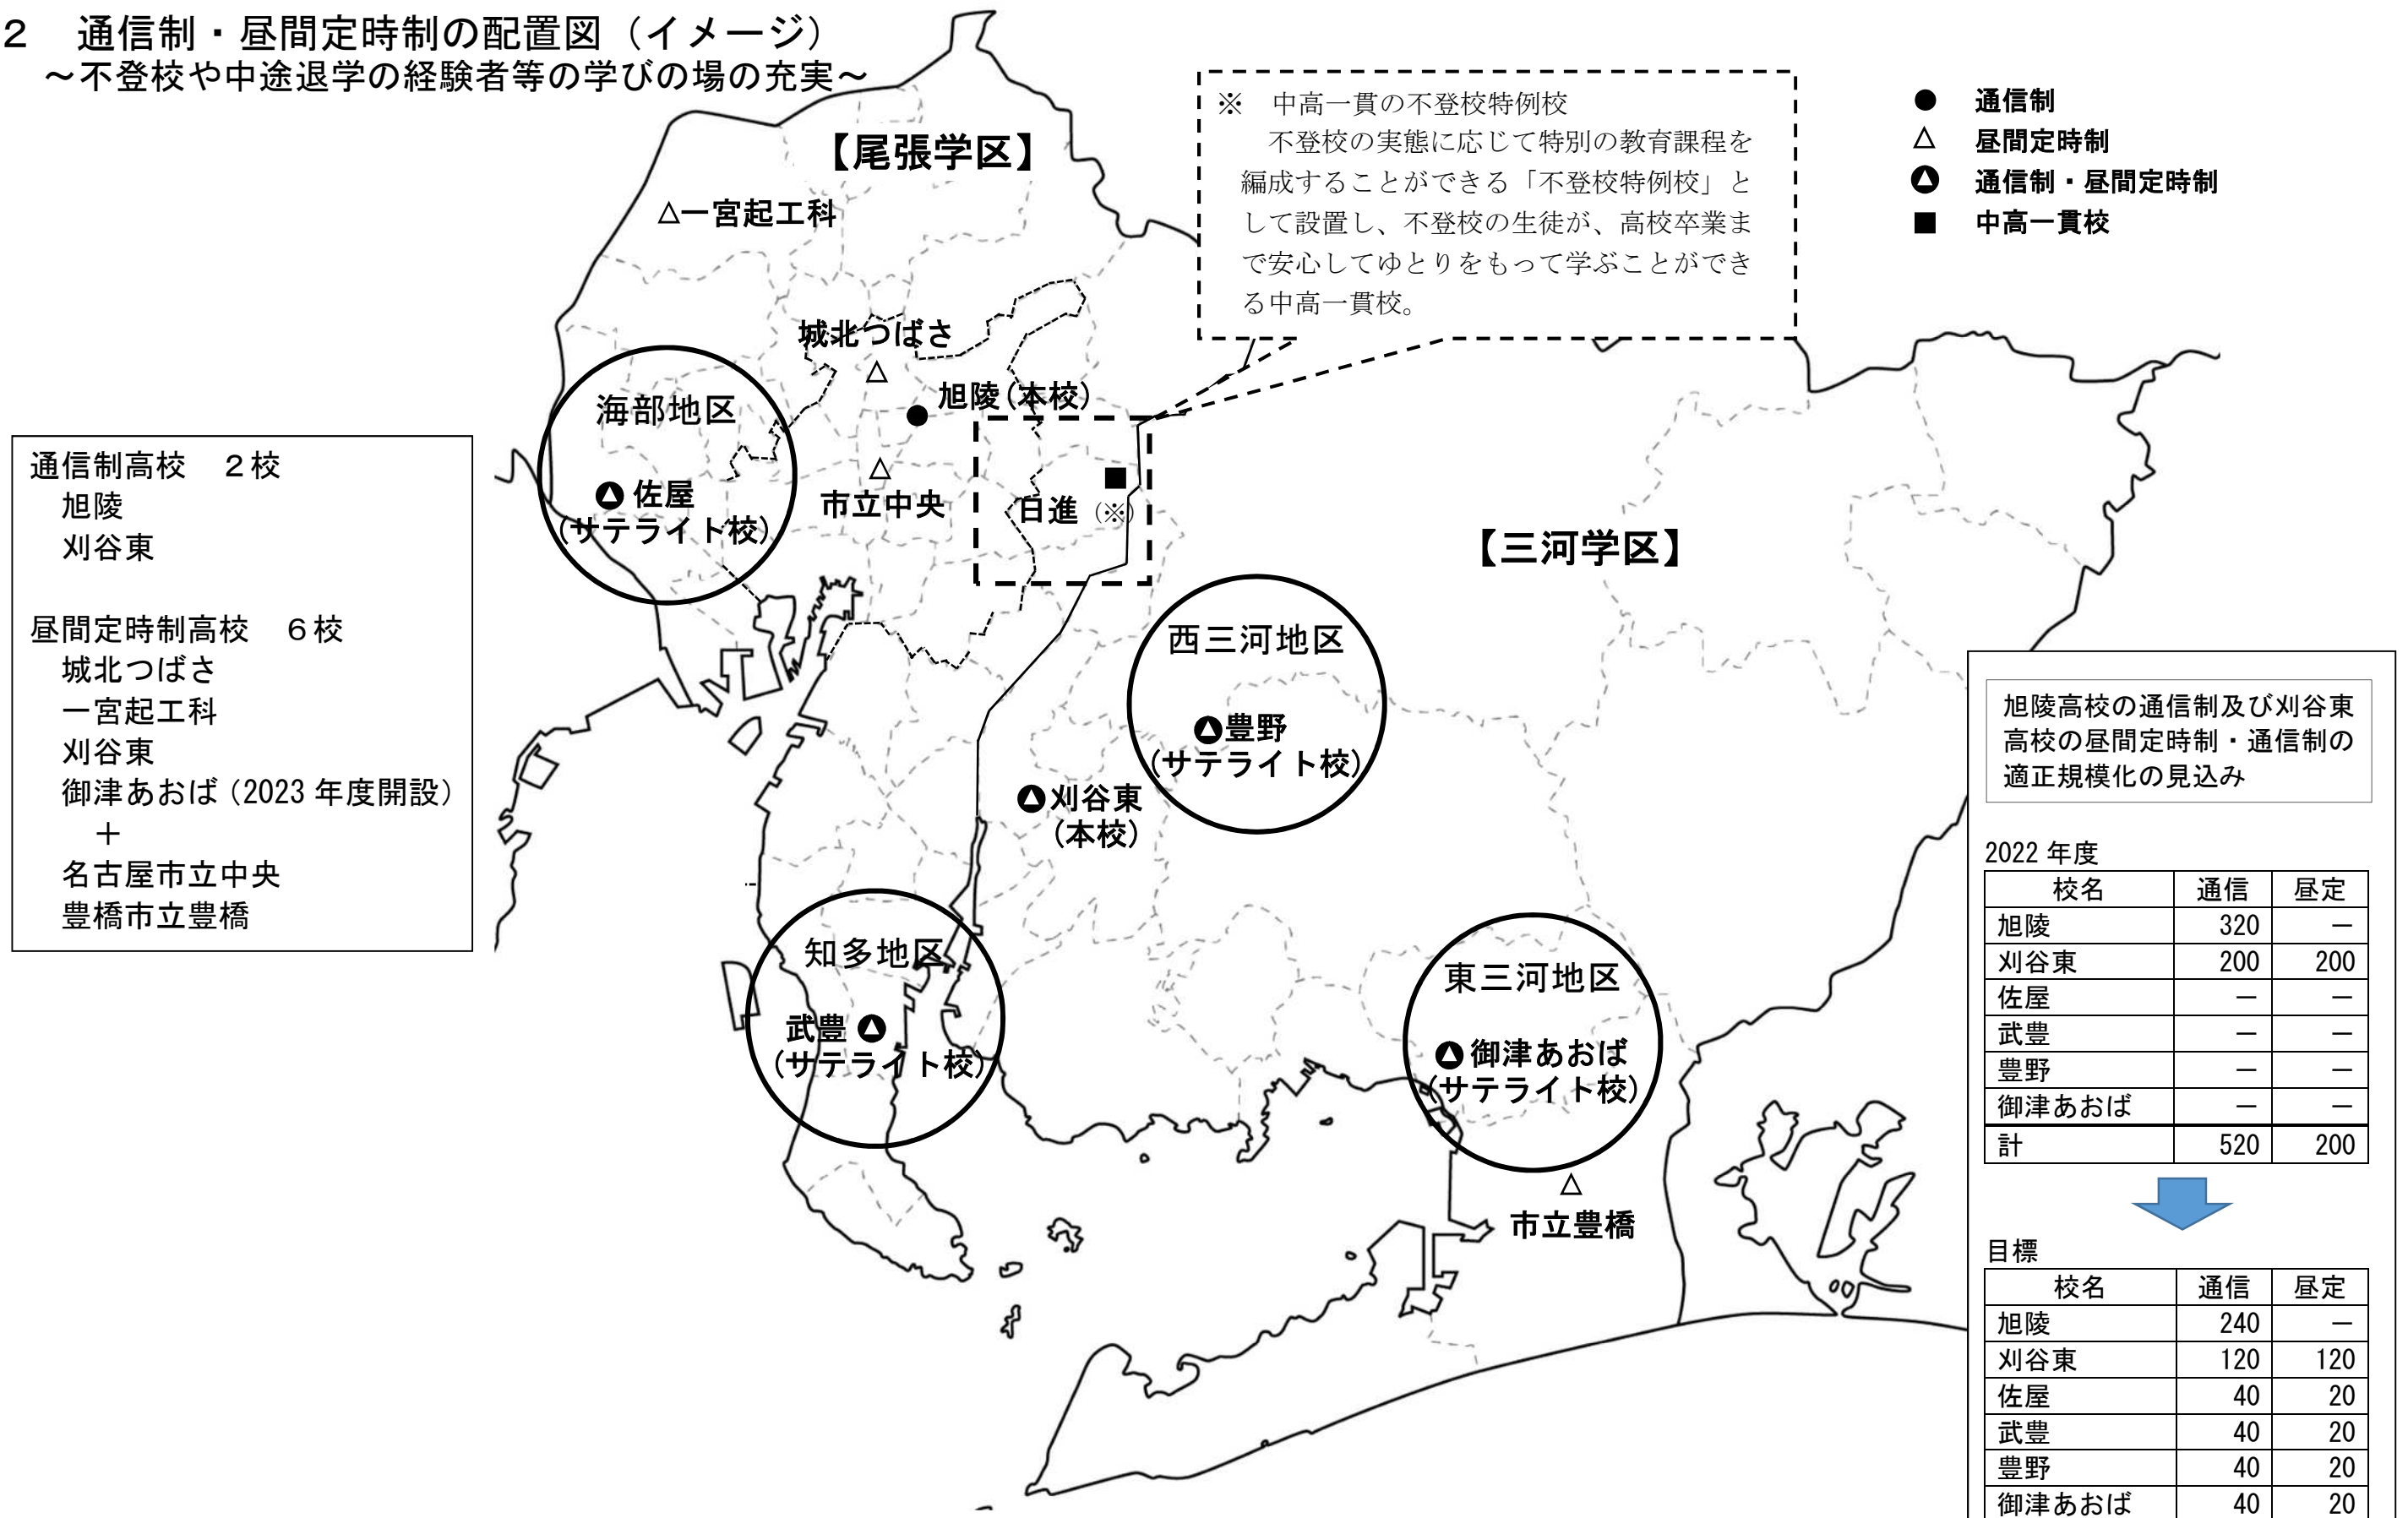 ２　通信制・昼間定時制の配置図（イメージ）
～不登校や中途退学の経験者等の学びの場の充実～
※　中高一貫の不登校特例校
不登校の実態に応じて特別の教育課程を
編成することができる「不登校特例校」と
して設置し、不登校の生徒が、高校卒業ま
で安心してゆとりをもって学ぶことができ
る中高一貫校。
●　通信制
△　昼間定時制
通信制・昼間定時制
■　中高一貫校
【尾張学区】
△一宮起工科
城北つばさ
△
旭陵(本校)
●
海部地区
佐屋
(サテライト校)
△
市立中央
■
日進（※）
【三河学区】
通信制高校　２校
旭陵
刈谷東
昼間定時制高校　６校
城北つばさ
一宮起工科
刈谷東
御津あおば（2023 年度開設）
＋
名古屋市立中央
豊橋市立豊橋
西三河地区
豊野
(サテライト校)
刈谷東
(本校)
知多地区
武豊
(サテライト校)
東三河地区
御津あおば
(サテライト校)
△
市立豊橋
旭陵高校の通信制及び刈谷東
高校の昼間定時制・通信制の
適正規模化の見込み
2022 年度
校名　通信　昼定
旭陵　320　－
刈谷東　200　200
佐屋　－　－
武豊　－　－
豊野　－　－
御津あおば　－　－
計　520　200
目標
校名　通信　昼定
旭陵　240　－
刈谷東　120　120
佐屋　40　20
武豊　40　20
豊野　40　20
御津あおば　40　20